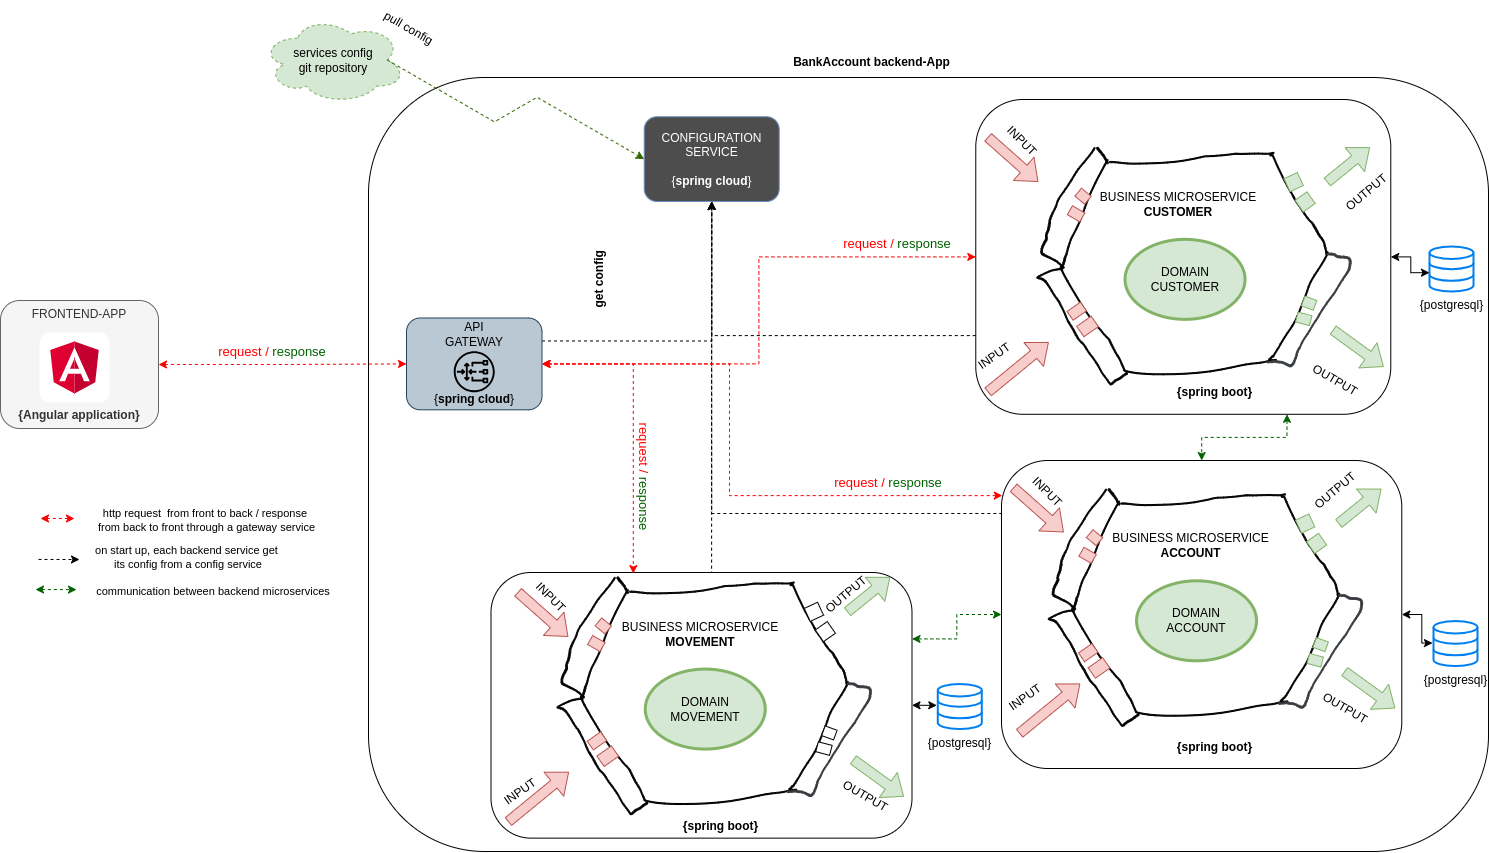 pull config
services config
git repository
BankAccount backend-App
CONFIGURATION
SERVICE
{spring cloud}
get config
FRONTEND-APP
{Angular application}
request / response
API
GATEWAY
{spring cloud}
request / response
request / response
request / response
INPUT
OUTPUT
BUSINESS MICROSERVICE
CUSTOMER
DOMAIN
CUSTOMER
INPUT
OUTPUT
{spring boot}
{postgresql}
INPUT
OUTPUT
BUSINESS MICROSERVICE
ACCOUNT
DOMAIN
ACCOUNT
INPUT
OUTPUT
{spring boot}
{postgresql}
INPUT
OUTPUT
BUSINESS MICROSERVICE
MOVEMENT
DOMAIN
MOVEMENT
INPUT
OUTPUT
{spring boot}
{postgresql}
http request  from front to back / response
from back to front through a gateway service
on start up, each backend service get
its config from a config service
communication between backend microservices